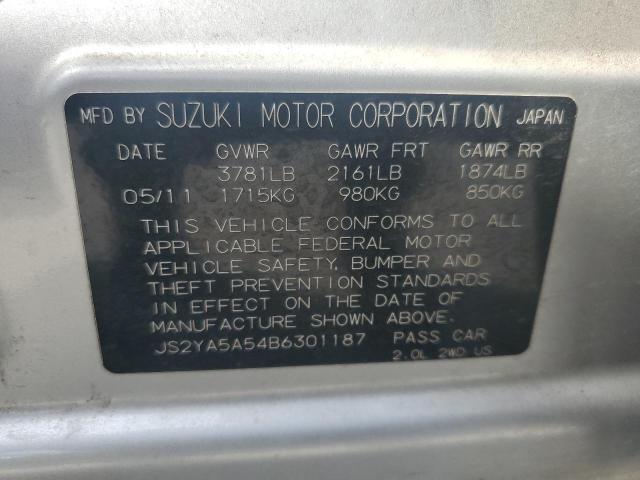 MFD BY SUZUKI MOTOR CORPORATION JAPAN
DATE GVWR GAWR FRT GAWR RR
3781LB 2161LB 1874LB
05/11 1715KG 980KG 850KG
THIS VEHICLE CONFORMS TO ALL
APPLICABLE FEDERAL MOTOR
VEHICLE SAFETY, BUMPER AND
THEFT PREVENTION STANDARDS
IN EFFECT ON THE DATE OF
MANUFACTURE SHOWN ABOVE.
JS2YA5A54B6301187 PASS CAR
2.0L 2WD US